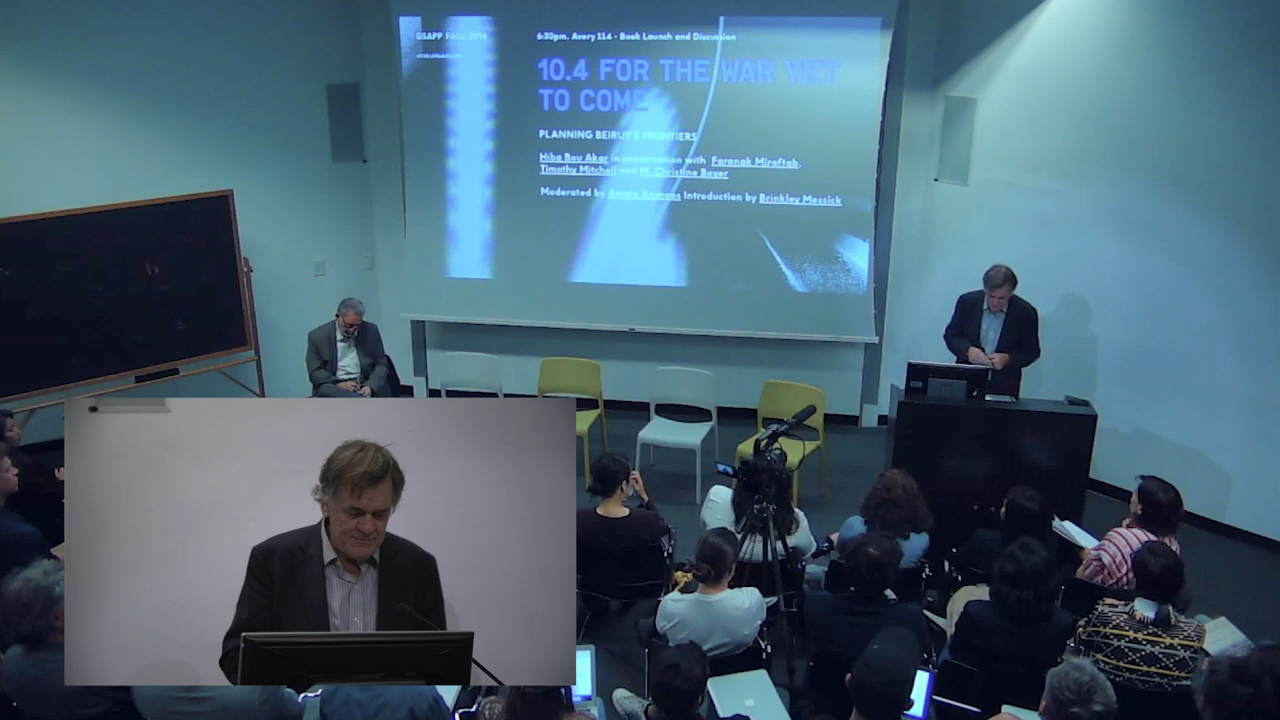 GSAPP FALL 2018
6:30pm. Avery 114 - Book Launch and Discussion
10.4 FOR THE WAR YET
TO COME
PLANNING BEIRUT'S FRONTIERS
Hiba Bou Akar in conversation with Faranak Miraftab,
Timothy Mitchell and M. Christine Boyer
Moderated by Amale Andraos Introduction by Brinkley Messick